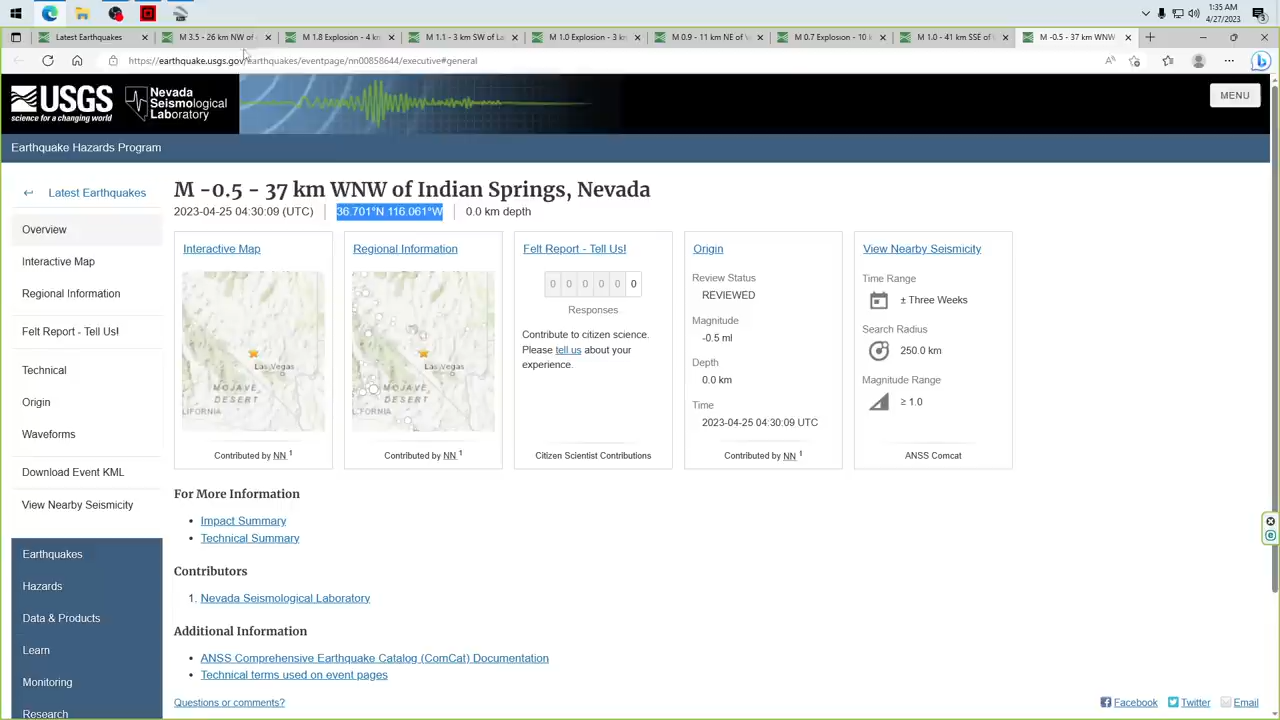 1:35 AM
4/27/2023
3
Latest Earthquakes
M 3.5 - 26 km NW of
M 1.8 Explosion - 4 km
M 1.1 - 3 km SW of L
M 1.0 Explosion - 3 km
M 0.9 - 11 km NE of V
M 0.7 Explosion - 10
M 1.0 - 41 km SSE of
M -0.5 - 37 km WNW
https://earthquake.usgs.gov/earthquakes/eventpage/nn00858644/executive#general
USGS
science for a changing world
Nevada
Seismological
Laboratory
MENU
Earthquake Hazards Program
Latest Earthquakes
Overview
Interactive Map
Regional Information
Felt Report - Tell Us!
Technical
Origin
Waveforms
Download Event KML
View Nearby Seismicity
Earthquakes
Hazards
Data & Products
Learn
Monitoring
Research
M -0.5 - 37 km WNW of Indian Springs, Nevada
2023-04-25 04:30:09 (UTC) 36.701°N 116.061°W 0.0 km depth
Interactive Map
Las Vegas
MOJAVE
DESERT
LIFORNIA
Contributed by NN 1
Regional Information
Las Vegas
MOJAVE
DESERT
LIFORNIA
Contributed by NN 1
Felt Report - Tell Us!
0 0 0 0 0 0
Responses
Contribute to citizen science.
Please tell us about your
experience.
Citizen Scientist Contributions
Origin
Review Status
REVIEWED
Magnitude
-0.5 ml
Depth
0.0 km
Time
2023-04-25 04:30:09 UTC
Contributed by NN 1
View Nearby Seismicity
Time Range
± Three Weeks
Search Radius
250.0 km
Magnitude Range
≥ 1.0
ANSS Comcat
For More Information
• Impact Summary
• Technical Summary
Contributors
1. Nevada Seismological Laboratory
Additional Information
• ANSS Comprehensive Earthquake Catalog (ComCat) Documentation
• Technical terms used on event pages
Questions or comments?
Facebook Twitter Email